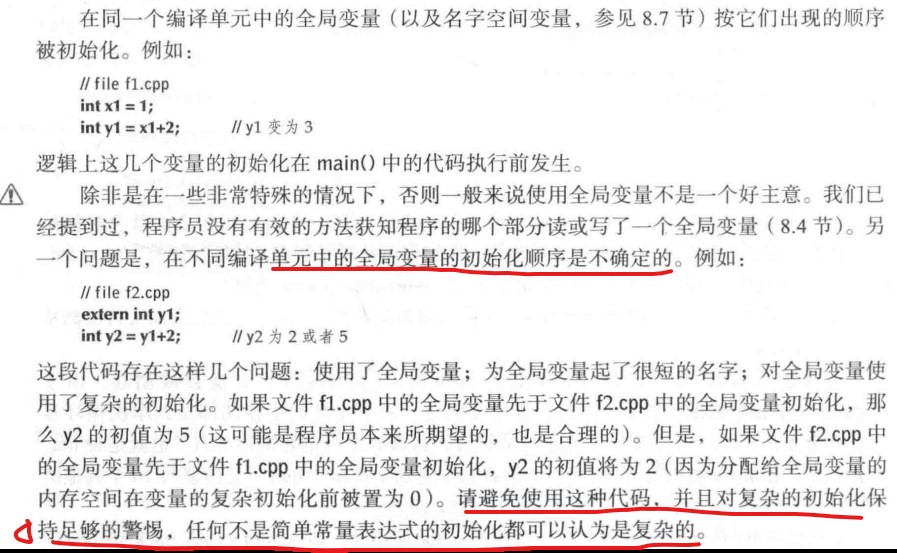 在同一个编译单元中的全局变量（以及名字空间变量，参见 8.7 节）按它们出现的顺序
被初始化。例如：
// file f1.cpp
int x1 = 1;
int y1 = x1+2; // y1 变为 3
逻辑上这几个变量的初始化在 main() 中的代码执行前发生。
除非是在一些非常特殊的情况下，否则一般来说使用全局变量不是一个好主意。我们已
经提到过，程序员没有有效的方法获知程序的哪个部分读或写了一个全局变量（8.4 节）。另
一个问题是，在不同编译单元中的全局变量的初始化顺序是不确定的。例如：
// file f2.cpp
extern int y1;
int y2 = y1+2; // y2 为 2 或者 5
这段代码存在这样几个问题：使用了全局变量；为全局变量起了很短的名字；对全局变量使
用了复杂的初始化。如果文件 f1.cpp 中的全局变量先于文件 f2.cpp 中的全局变量初始化，那
么 y2 的初值为 5（这可能是程序员本来所期望的，也是合理的）。但是，如果文件 f2.cpp 中
的全局变量先于文件 f1.cpp 中的全局变量初始化，y2 的初值将为 2（因为分配给全局变量的
内存空间在变量的复杂初始化前被置为 0）。请避免使用这种代码，并且对复杂的初始化保
持足够的警惕，任何不是简单常量表达式的初始化都可以认为是复杂的。